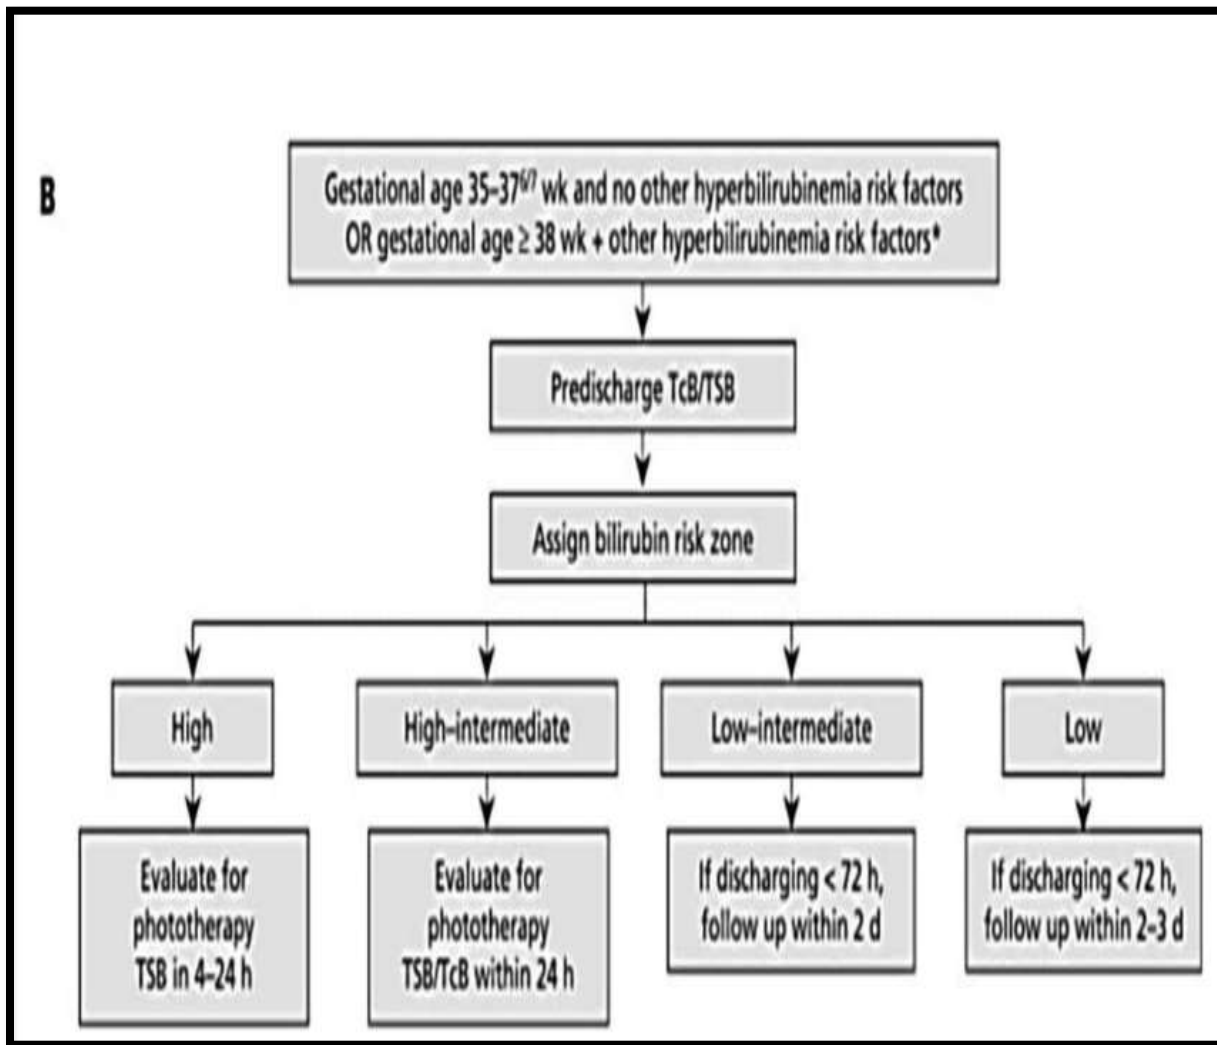 B
Gestational age 35–37⁶/⁷ wk and no other hyperbilirubinemia risk factors
OR gestational age ≥ 38 wk + other hyperbilirubinemia risk factors*
Predischarge TcB/TSB
Assign bilirubin risk zone
High
High–intermediate
Low–intermediate
Low
Evaluate for
phototherapy
TSB in 4–24 h
Evaluate for
phototherapy
TSB/TcB within 24 h
If discharging < 72 h,
follow up within 2 d
If discharging < 72 h,
follow up within 2–3 d